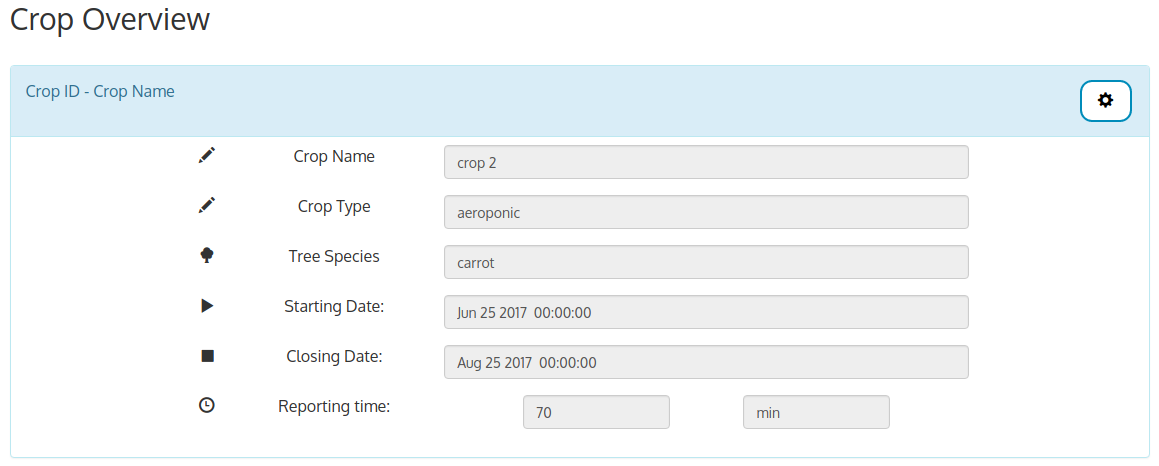 Crop Overview
Crop ID - Crop Name
Crop Name crop 2
Crop Type aeroponic
Tree Species carrot
Starting Date: Jun 25 2017 00:00:00
Closing Date: Aug 25 2017 00:00:00
Reporting time: 70 min